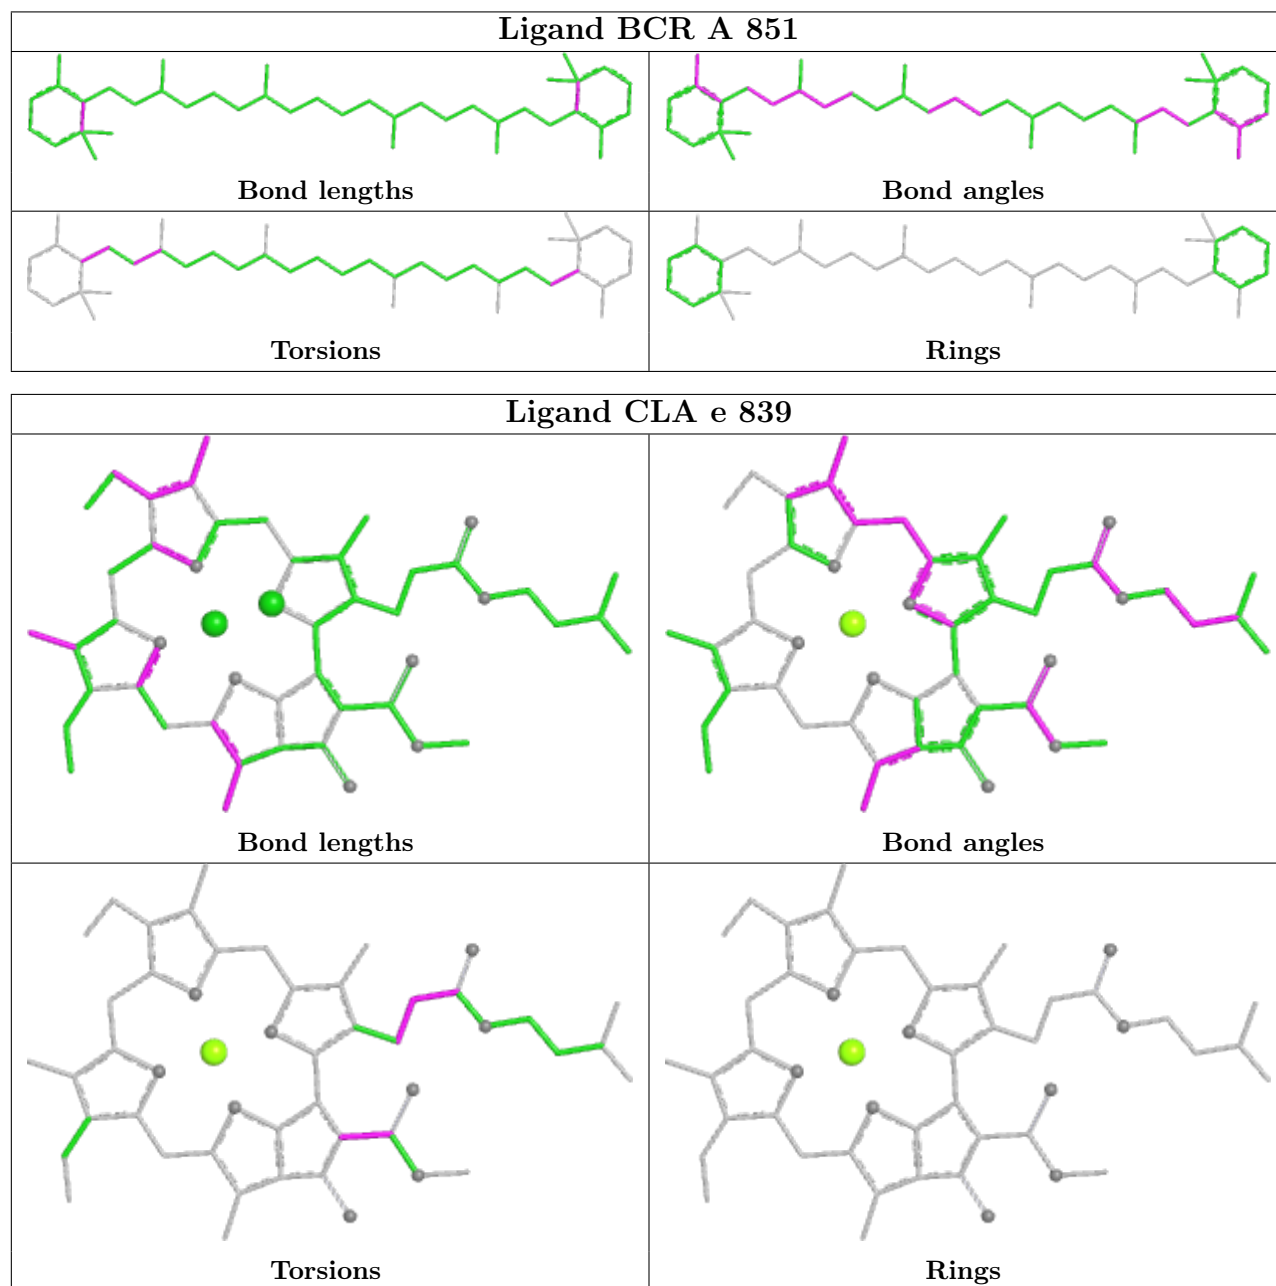 Ligand BCR A 851
Bond lengths
Bond angles
Torsions
Rings
Ligand CLA e 839
Bond lengths
Bond angles
Torsions
Rings